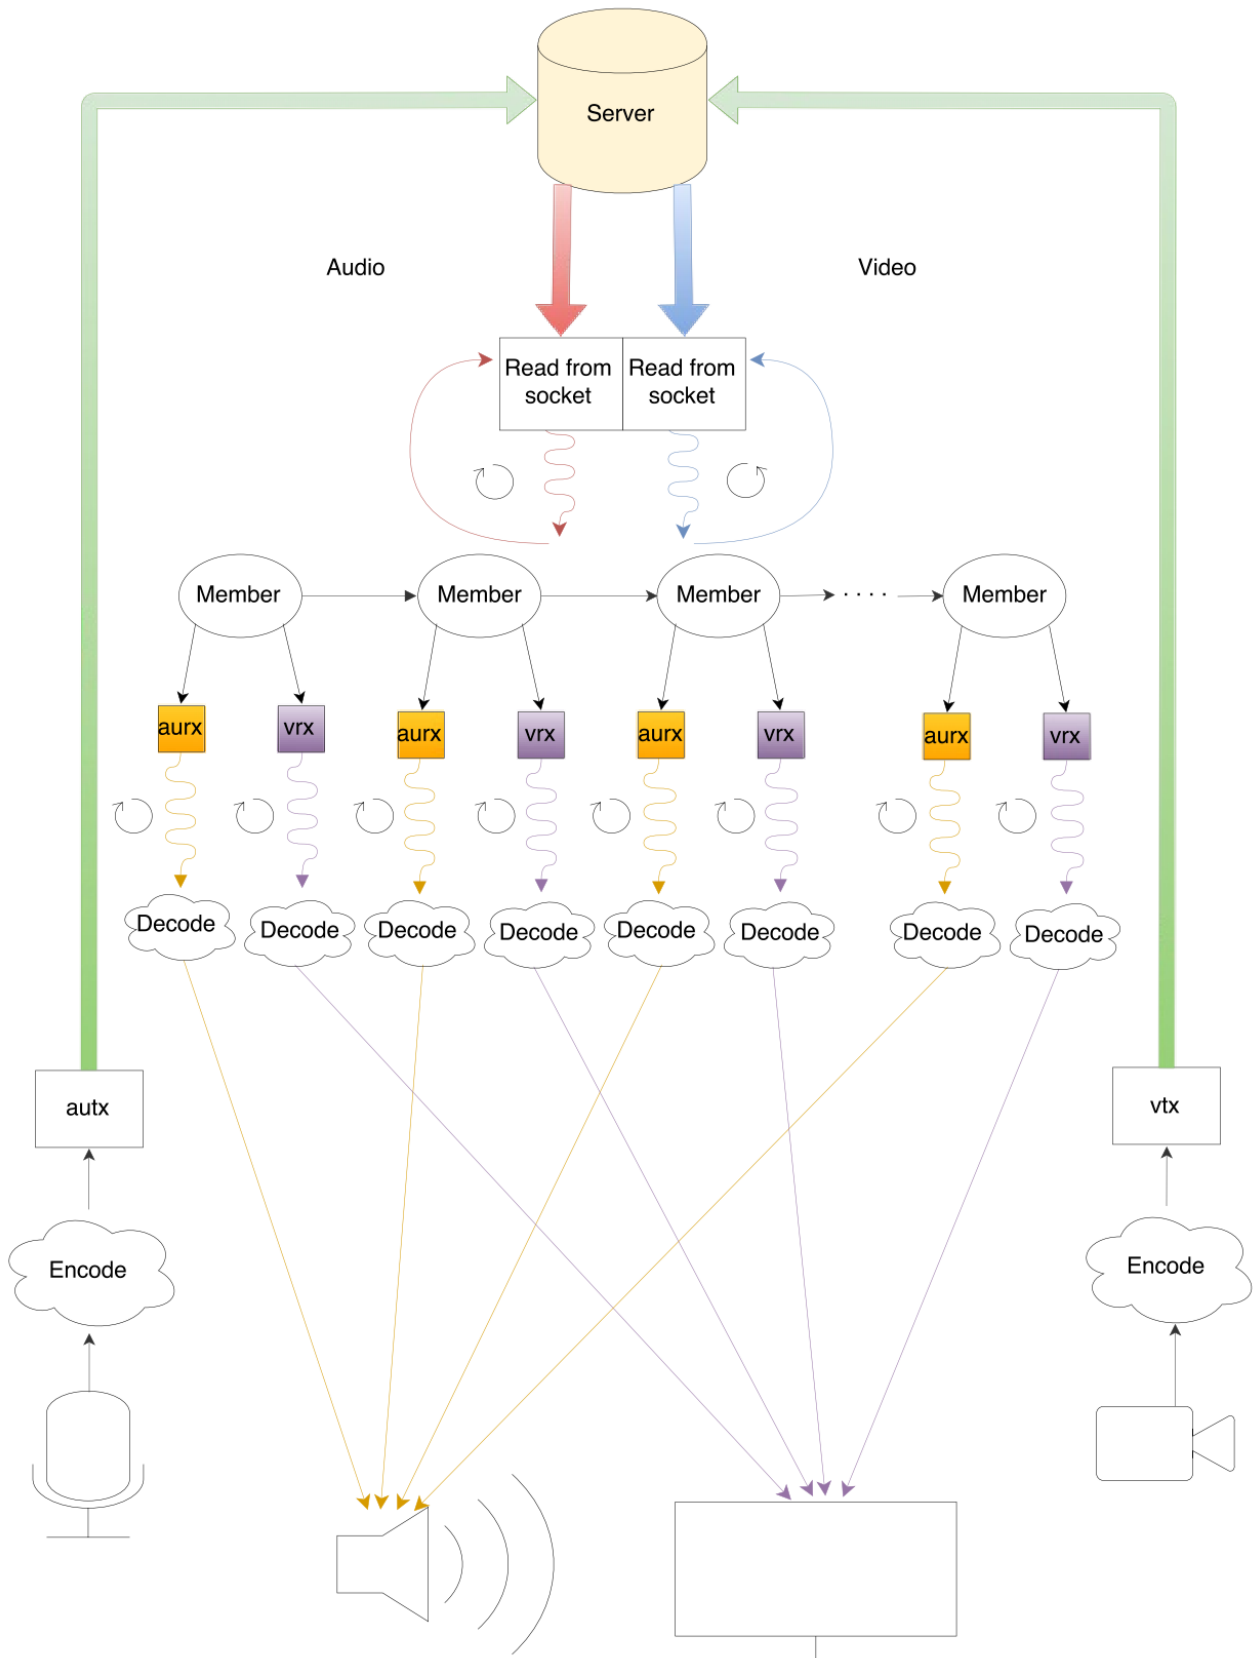 Server
Audio
Video
Read from
socket
Read from
socket
Member
Member
Member
. . . .
Member
aurx
vrx
aurx
vrx
aurx
vrx
aurx
vrx
Decode
Decode
Decode
Decode
Decode
Decode
Decode
Decode
autx
vtx
Encode
Encode